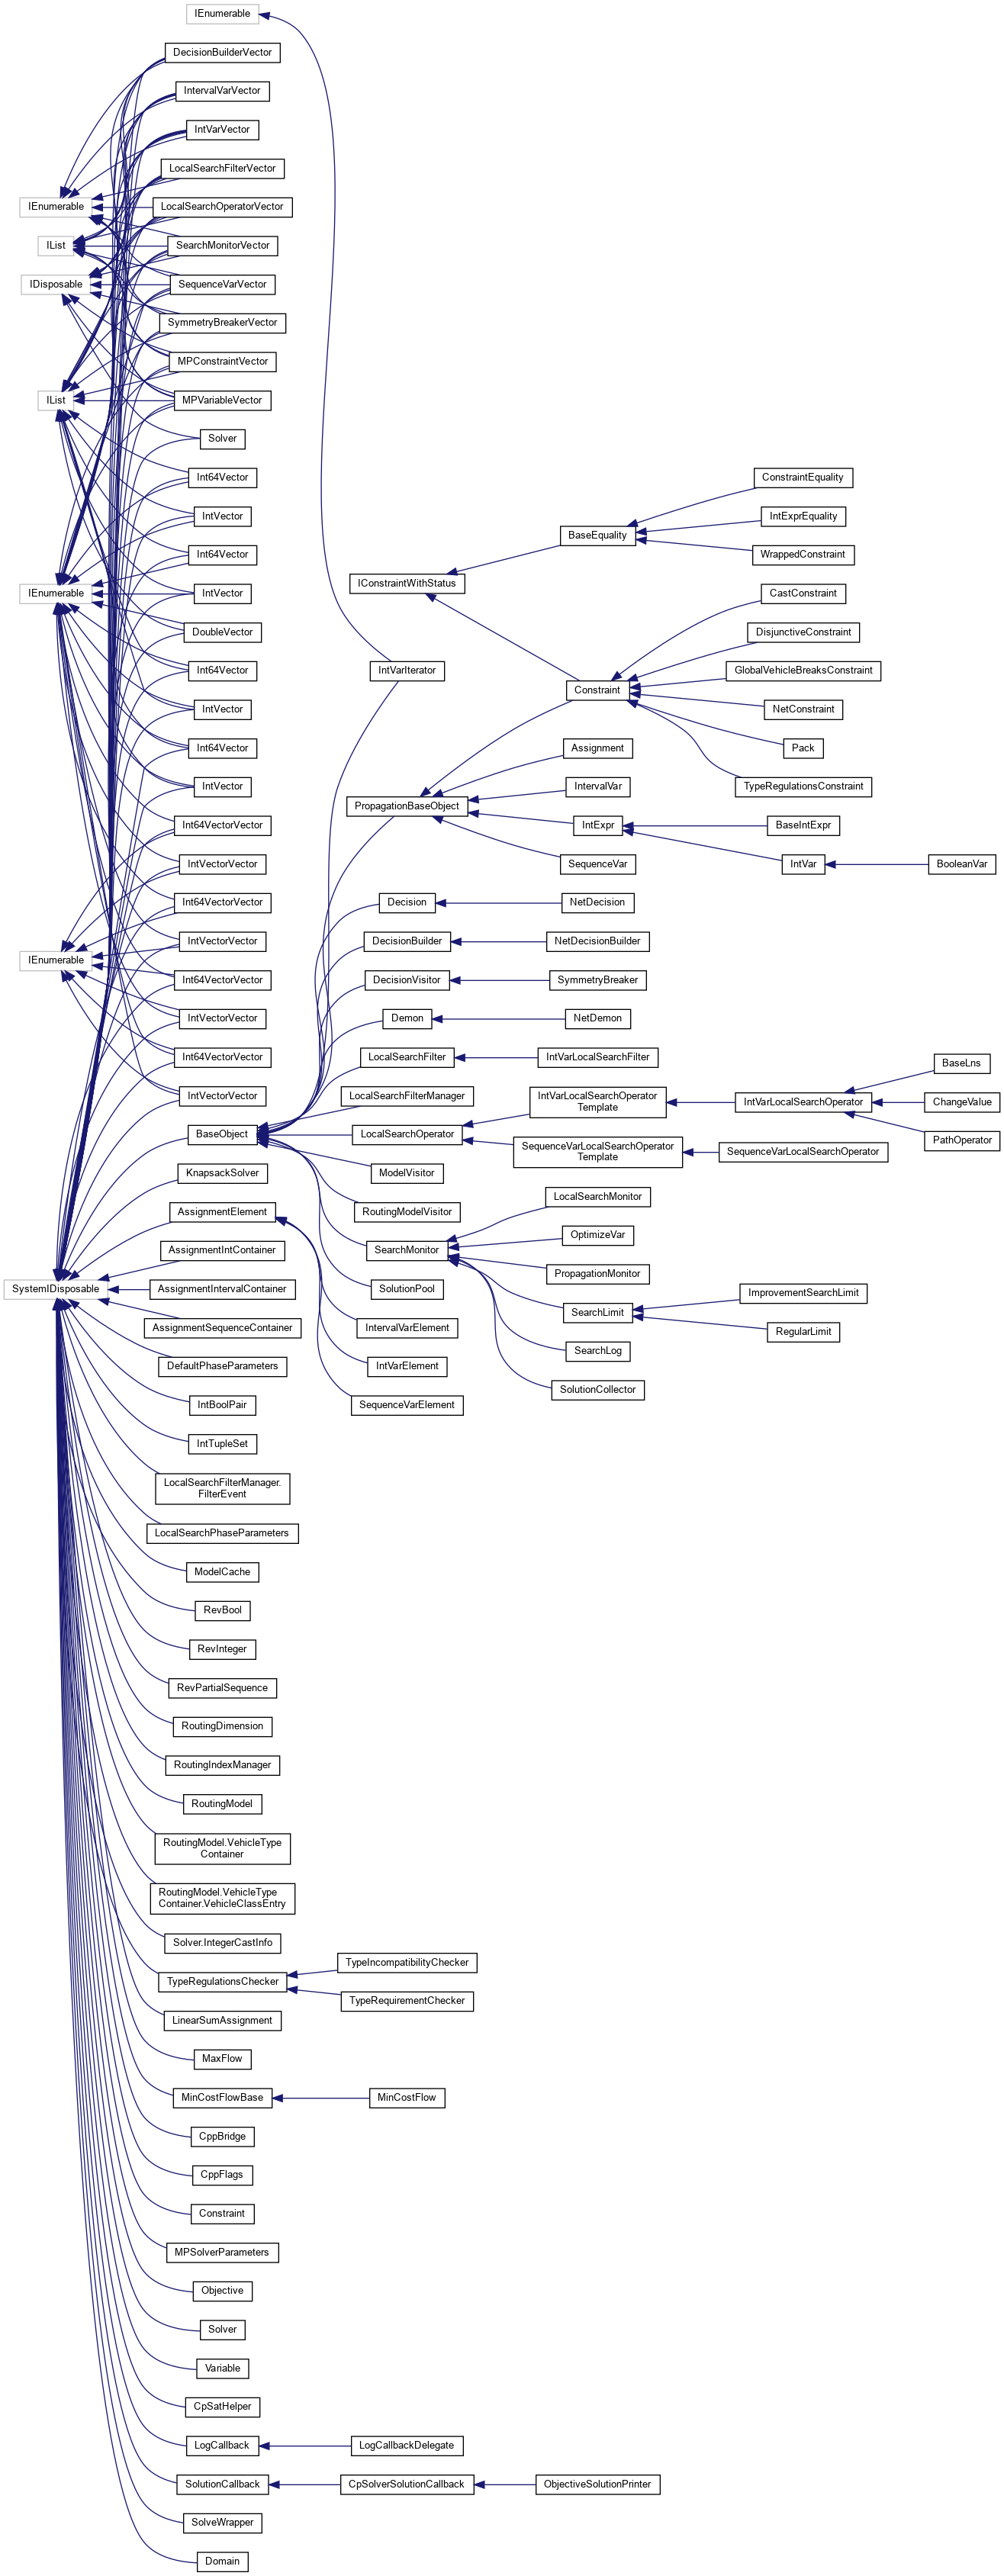 IEnumerable
DecisionBuilderVector
IntervalVarVector
IntVarVector
LocalSearchFilterVector
IEnumerable
LocalSearchOperatorVector
IList
SearchMonitorVector
IDisposable
SequenceVarVector
SymmetryBreakerVector
MPConstraintVector
IList
MPVariableVector
Solver
Int64Vector
ConstraintEquality
IntVector
IntExprEquality
BaseEquality
Int64Vector
WrappedConstraint
IConstraintWithStatus
IEnumerable
IntVector
CastConstraint
DoubleVector
DisjunctiveConstraint
Int64Vector
IntVarIterator
GlobalVehicleBreaksConstraint
Constraint
IntVector
NetConstraint
Int64Vector
Assignment
Pack
IntVector
IntervalVar
TypeRegulationsConstraint
PropagationBaseObject
Int64VectorVector
IntExpr
BaseIntExpr
IntVectorVector
SequenceVar
IntVar
BooleanVar
Int64VectorVector
Decision
NetDecision
IntVectorVector
DecisionBuilder
NetDecisionBuilder
IEnumerable
Int64VectorVector
DecisionVisitor
SymmetryBreaker
IntVectorVector
Demon
NetDemon
Int64VectorVector
LocalSearchFilter
IntVarLocalSearchFilter
BaseLns
IntVectorVector
LocalSearchFilterManager
IntVarLocalSearchOperator
Template
IntVarLocalSearchOperator
ChangeValue
BaseObject
LocalSearchOperator
PathOperator
SequenceVarLocalSearchOperator
Template
SequenceVarLocalSearchOperator
KnapsackSolver
ModelVisitor
LocalSearchMonitor
AssignmentElement
RoutingModelVisitor
OptimizeVar
AssignmentIntContainer
SearchMonitor
PropagationMonitor
SystemIDisposable
AssignmentIntervalContainer
SolutionPool
ImprovementSearchLimit
SearchLimit
AssignmentSequenceContainer
IntervalVarElement
RegularLimit
SearchLog
DefaultPhaseParameters
IntVarElement
SolutionCollector
IntBoolPair
SequenceVarElement
IntTupleSet
LocalSearchFilterManager.
FilterEvent
LocalSearchPhaseParameters
ModelCache
RevBool
RevInteger
RevPartialSequence
RoutingDimension
RoutingIndexManager
RoutingModel
RoutingModel.VehicleType
Container
RoutingModel.VehicleType
Container.VehicleClassEntry
Solver.IntegerCastInfo
TypeIncompatibilityChecker
TypeRegulationsChecker
TypeRequirementChecker
LinearSumAssignment
MaxFlow
MinCostFlowBase
MinCostFlow
CppBridge
CppFlags
Constraint
MPSolverParameters
Objective
Solver
Variable
CpSatHelper
LogCallback
LogCallbackDelegate
SolutionCallback
CpSolverSolutionCallback
ObjectiveSolutionPrinter
SolveWrapper
Domain